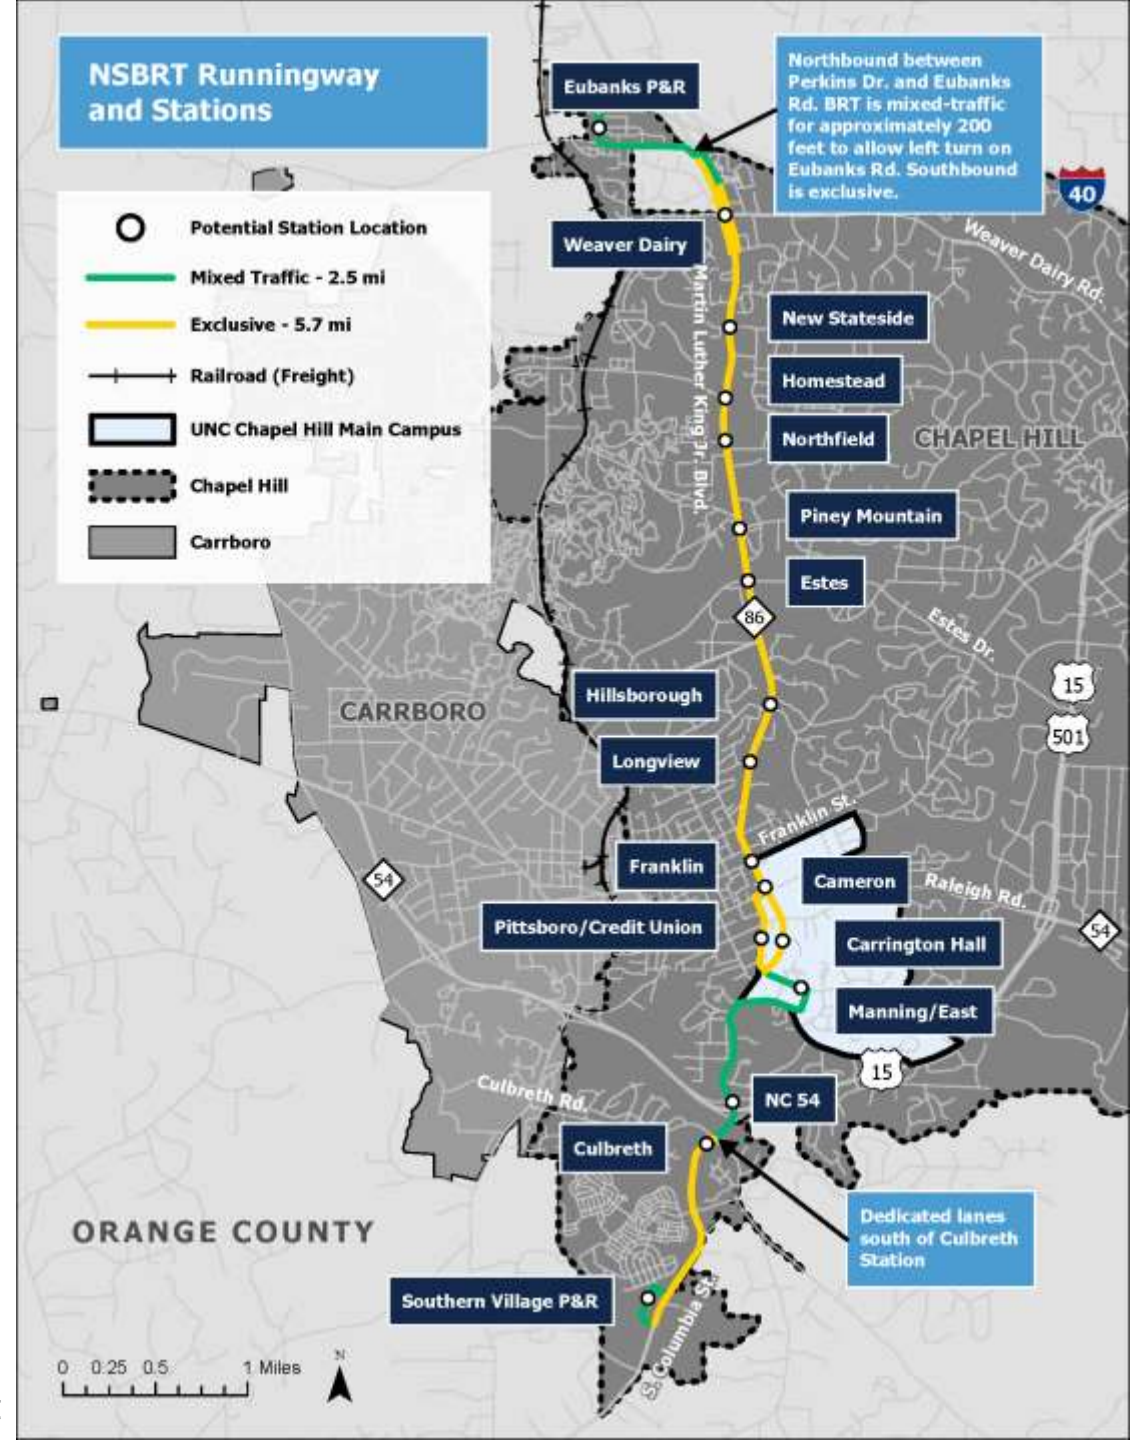 NSBRT Runningway
and Stations
Potential Station Location
Mixed Traffic - 2.5 mi
Exclusive - 5.7 mi
Railroad (Freight)
UNC Chapel Hill Main Campus
Chapel Hill
Carrboro
Eubanks P&R
Northbound between
Perkins Dr. and Eubanks
Rd. BRT is mixed-traffic
for approximately 200
feet to allow left turn on
Eubanks Rd. Southbound
is exclusive.
40
Weaver Dairy
Weaver Dairy Rd.
Martin Luther King Jr. Blvd.
New Stateside
Homestead
Northfield
CHAPEL HILL
Piney Mountain
Estes
86
Estes Dr.
15
501
Hillsborough
CARRBORO
Longview
Franklin St.
Franklin
Cameron
Raleigh Rd.
54
54
Pittsboro/Credit Union
Carrington Hall
Manning/East
15
Culbreth Rd.
NC 54
Culbreth
Dedicated lanes
south of Culbreth
Station
ORANGE COUNTY
Southern Village P&R
S. Columbia St.
0 0.25 0.5 1 Miles
N